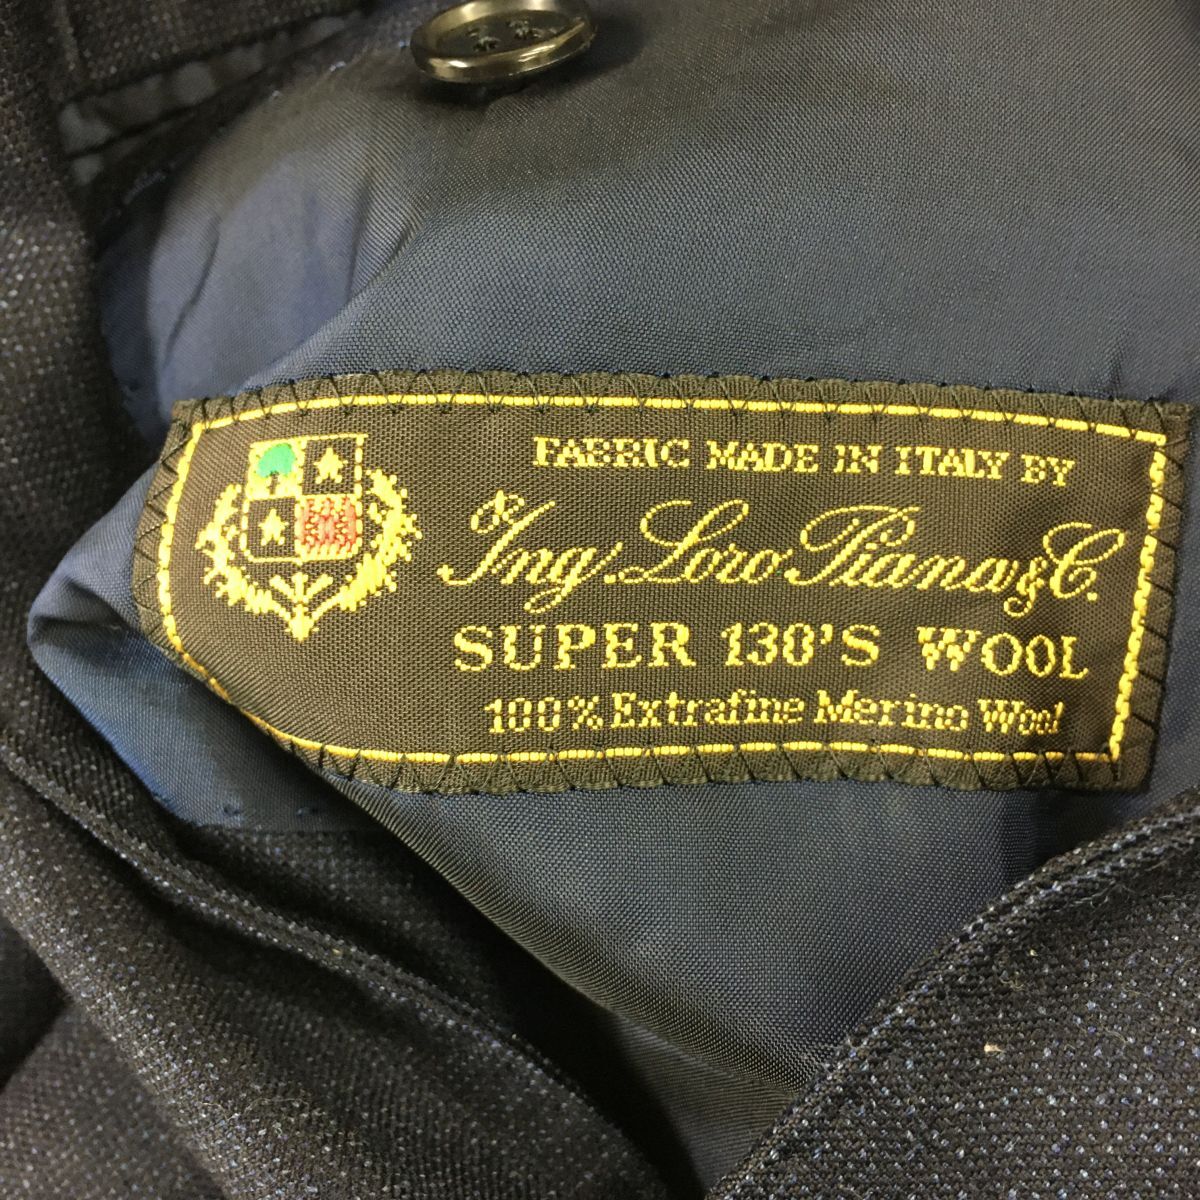 FABRIC MADE IN ITALY BY
Ing. Loro Piana & C.
SUPER 130'S WOOL
100% Extrafine Merino Wool